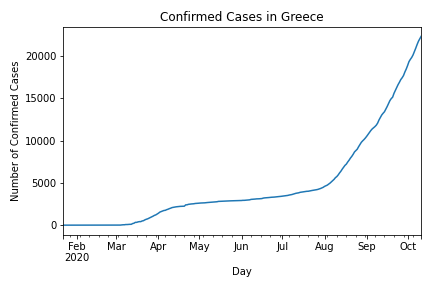 Confirmed Cases in Greece
Number of Confirmed Cases
20000
15000
10000
5000
0
Feb Mar Apr May Jun Jul Aug Sep Oct
2020
Day